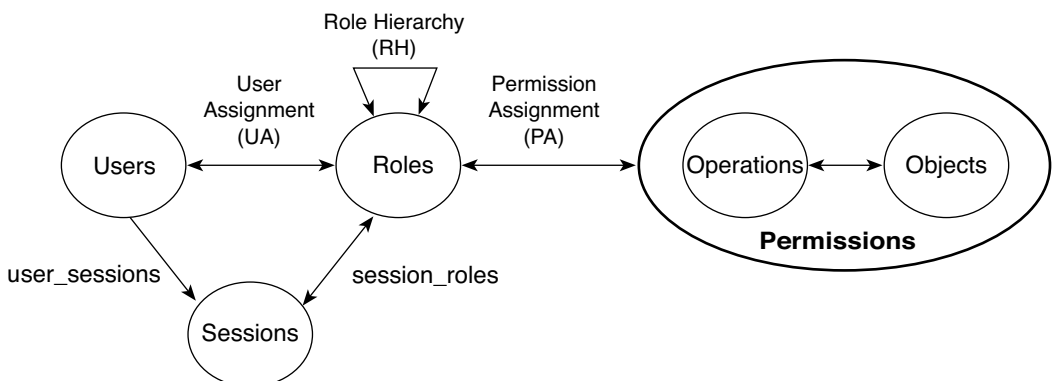 Role Hierarchy
(RH)
User
Assignment
(UA)
Permission
Assignment
(PA)
Users
Roles
Operations
Objects
Permissions
user_sessions
session_roles
Sessions